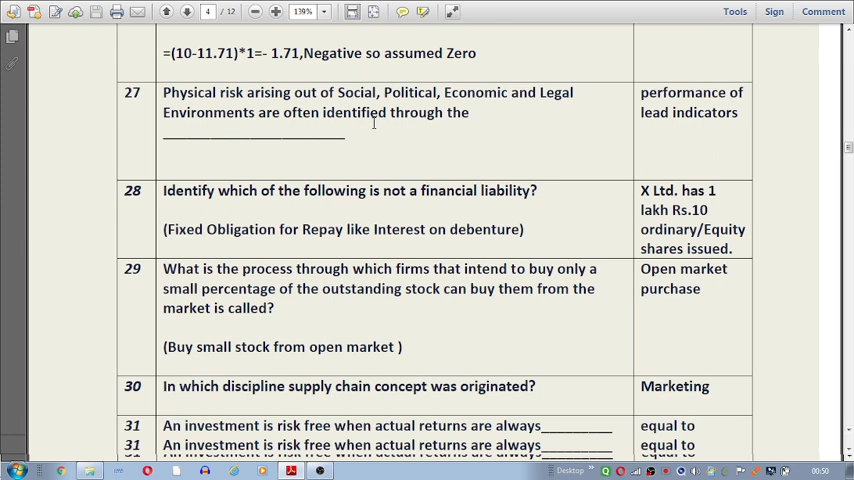 4 / 12
139%
Tools
Sign
Comment
=(10-11.71)*1=- 1.71,Negative so assumed Zero
27
Physical risk arising out of Social, Political, Economic and Legal
Environments are often identified through the
____________________________
performance of
lead indicators
28
Identify which of the following is not a financial liability?
(Fixed Obligation for Repay like Interest on debenture)
X Ltd. has 1
lakh Rs.10
ordinary/Equity
shares issued.
29
What is the process through which firms that intend to buy only a
small percentage of the outstanding stock can buy them from the
market is called?
(Buy small stock from open market )
Open market
purchase
30
In which discipline supply chain concept was originated?
Marketing
31
An investment is risk free when actual returns are always_________
equal to
31
An investment is risk free when actual returns are always_________
equal to
Desktop
00:50